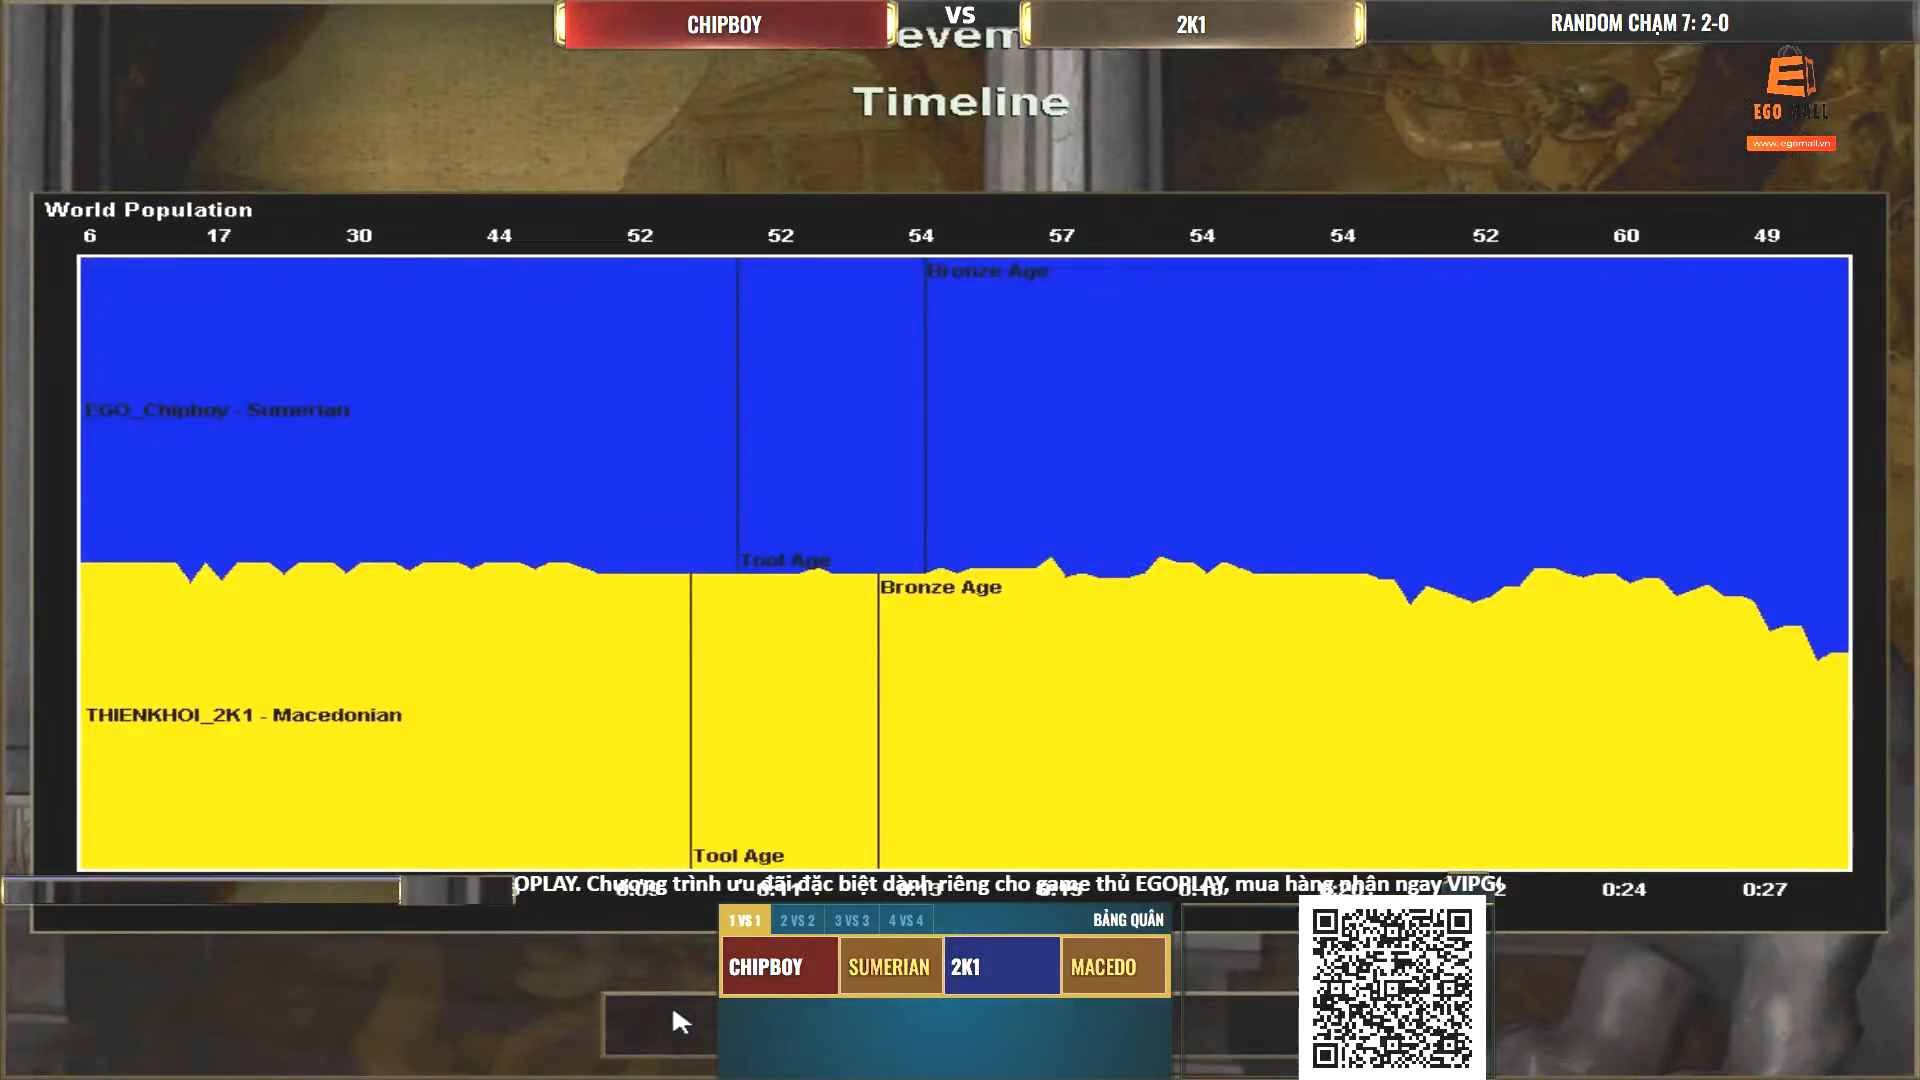 CHIPBOY
VS
2K1
RANDOM CHẠM 7: 2-0
evem
Timeline
EGO MALL
www.egomall.vn
World Population
6 17 30 44 52 52 54 57 54 54 52 60 49
Bronze Age
EGO_Chipboy - Sumerian
Tool Age
Bronze Age
THIENKHOI_2K1 - Macedonian
Tool Age
OPLAY. Chương trình ưu đãi đặc biệt dành riêng cho game thủ EGOPLAY, mua hàng nhận ngay VIPG
0:24 0:27
1 VS 1 2 VS 2 3 VS 3 4 VS 4 BẢNG QUÂN
CHIPBOY SUMERIAN 2K1 MACEDO